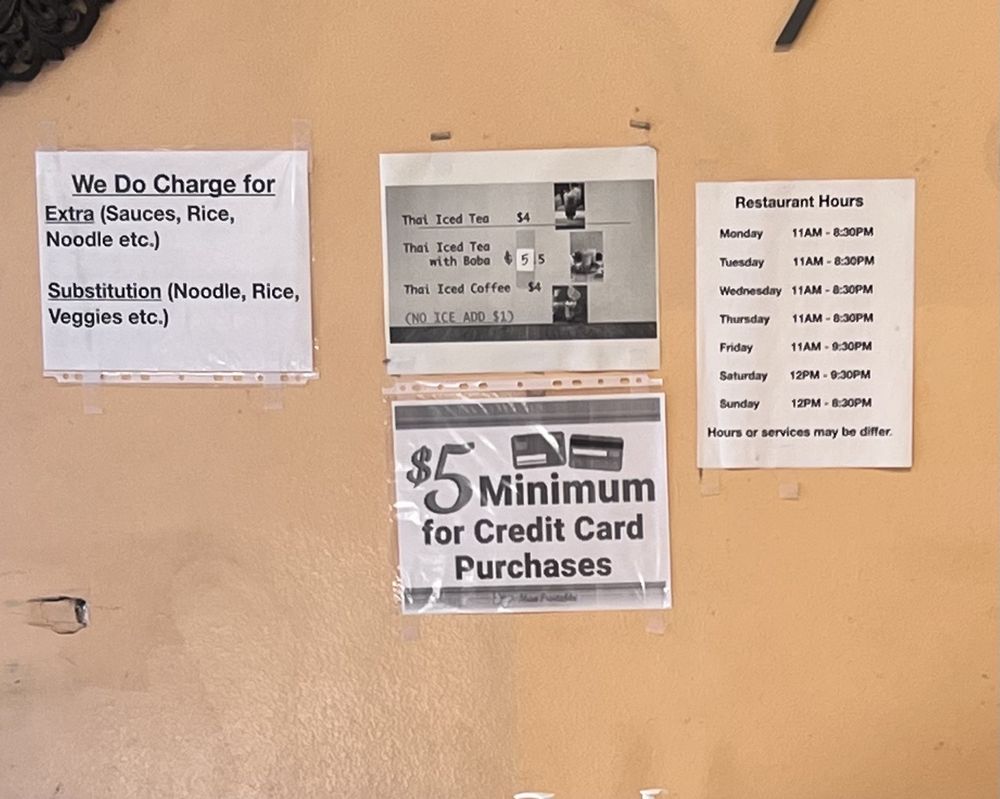 We Do Charge for
Extra (Sauces, Rice,
Noodle etc.)
Substitution (Noodle, Rice,
Veggies etc.)
Thai Iced Tea $4
Thai Iced Tea
with Boba $ 5.5
Thai Iced Coffee $4
(NO ICE ADD $1)
$5 Minimum
for Credit Card
Purchases
Restaurant Hours
Monday 11AM - 8:30PM
Tuesday 11AM - 8:30PM
Wednesday 11AM - 8:30PM
Thursday 11AM - 8:30PM
Friday 11AM - 9:30PM
Saturday 12PM - 9:30PM
Sunday 12PM - 8:30PM
Hours or services may be differ.